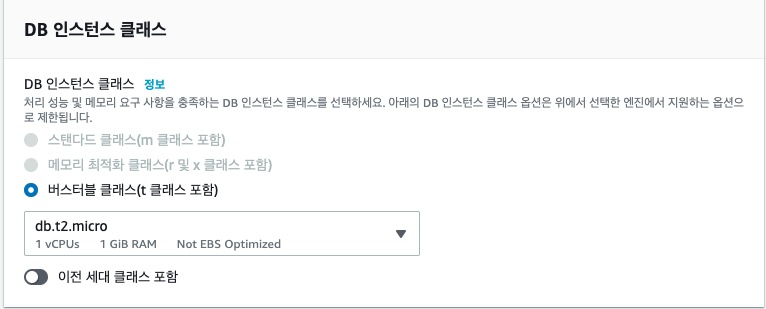 DB 인스턴스 클래스
DB 인스턴스 클래스 정보
처리 성능 및 메모리 요구 사항을 충족하는 DB 인스턴스 클래스를 선택하세요. 아래의 DB 인스턴스 클래스 옵션은 위에서 선택한 엔진에서 지원하는 옵션으
로 제한됩니다.
스탠다드 클래스(m 클래스 포함)
메모리 최적화 클래스(r 및 x 클래스 포함)
버스터블 클래스(t 클래스 포함)
db.t2.micro
1 vCPUs 1 GiB RAM Not EBS Optimized
이전 세대 클래스 포함